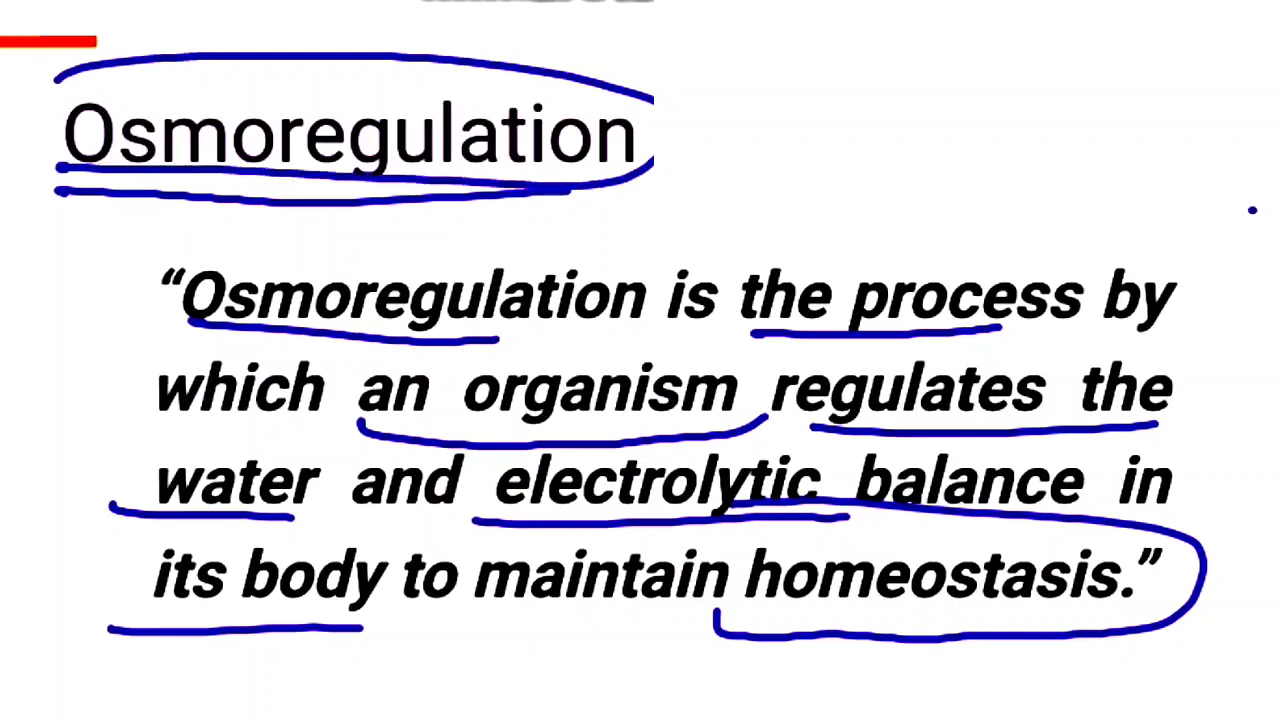 Osmoregulation
“Osmoregulation is the process by
which an organism regulates the
water and electrolytic balance in
its body to maintain homeostasis.”